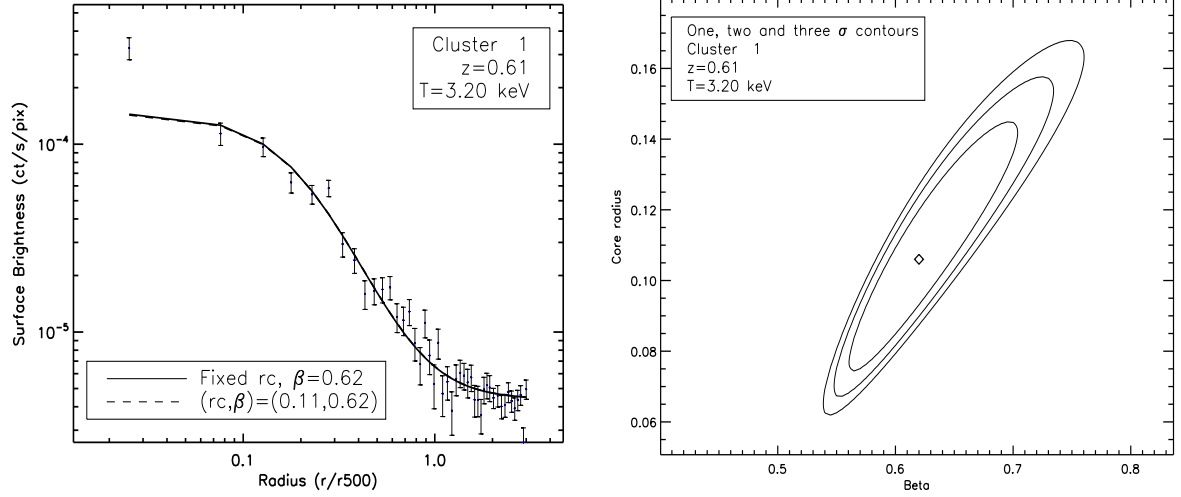 Cluster 1
z=0.61
T=3.20 keV
10⁻⁴
10⁻⁵
Surface Brightness (ct/s/pix)
Fixed rc, β=0.62
(rc,β)=(0.11,0.62)
0.1 1.0
Radius (r/r500)
One, two and three σ contours
Cluster 1
z=0.61
T=3.20 keV
0.16
0.14
0.12
0.10
0.08
0.06
Core radius
0.5 0.6 0.7 0.8
Beta